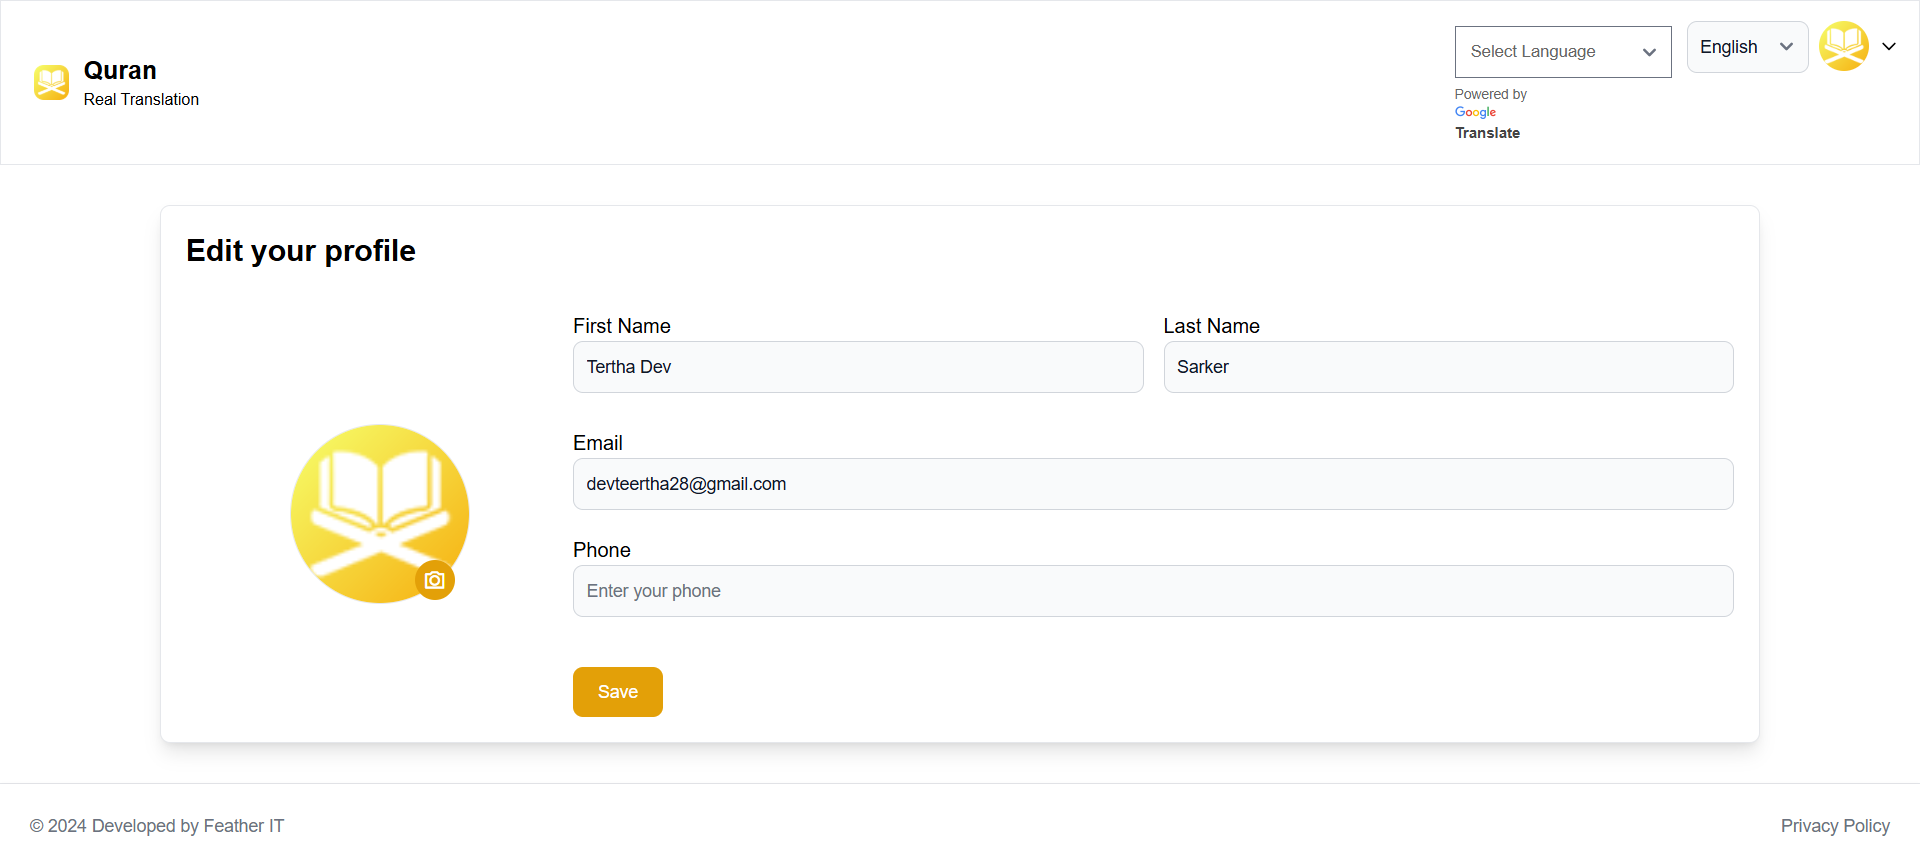 Quran
Real Translation
Select Language
English
Powered by
Google
Translate
Edit your profile
First Name
Last Name
Tertha Dev
Sarker
Email
devteertha28@gmail.com
Phone
Enter your phone
Save
© 2024 Developed by Feather IT
Privacy Policy